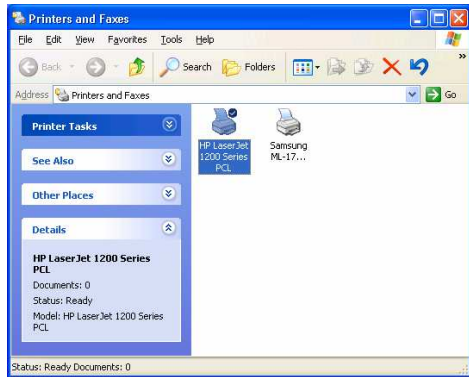 Printers and Faxes
File Edit View Favorites Tools Help
Back Search Folders »
Address Printers and Faxes Go
Printer Tasks
See Also
Other Places
Details
HP LaserJet 1200 Series
PCL
Documents: 0
Status: Ready
Model: HP LaserJet 1200 Series
PCL
HP LaserJet
1200 Series
PCL
Samsung
ML-17...
Status: Ready Documents: 0